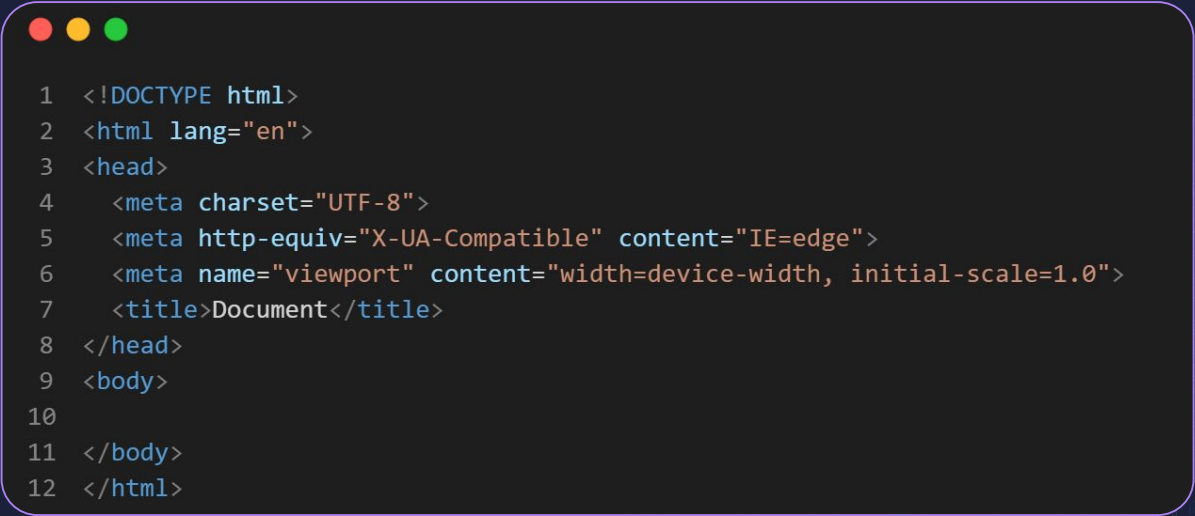 1 <!DOCTYPE html>
2 <html lang="en">
3 <head>
4   <meta charset="UTF-8">
5   <meta http-equiv="X-UA-Compatible" content="IE=edge">
6   <meta name="viewport" content="width=device-width, initial-scale=1.0">
7   <title>Document</title>
8 </head>
9 <body>
10
11 </body>
12 </html>